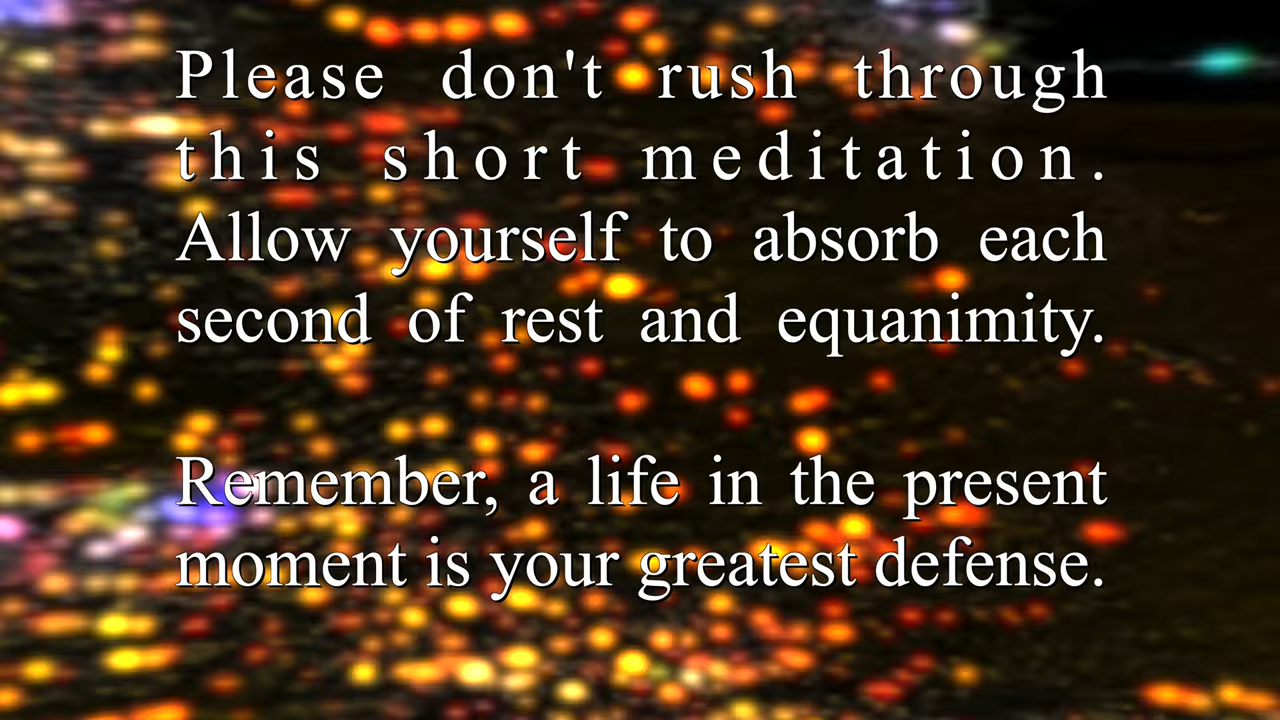 Please don't rush through
this short meditation.
Allow yourself to absorb each
second of rest and equanimity.
Remember, a life in the present
moment is your greatest defense.